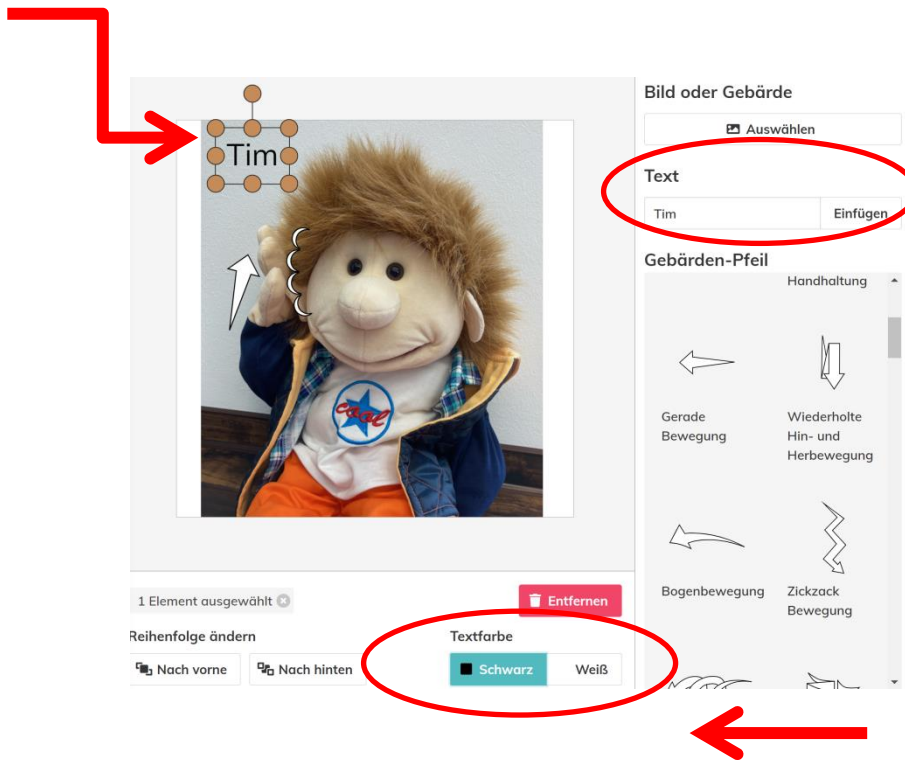 Bild oder Gebärde
Auswählen
Text
Tim
Einfügen
Gebärden-Pfeil
Handhaltung
Gerade
Bewegung
Wiederholte
Hin- und
Herbewegung
Bogenbewegung
Zickzack
Bewegung
Tim
cool
1 Element ausgewählt
Entfernen
Reihenfolge ändern
Textfarbe
Nach vorne
Nach hinten
Schwarz
Weiß